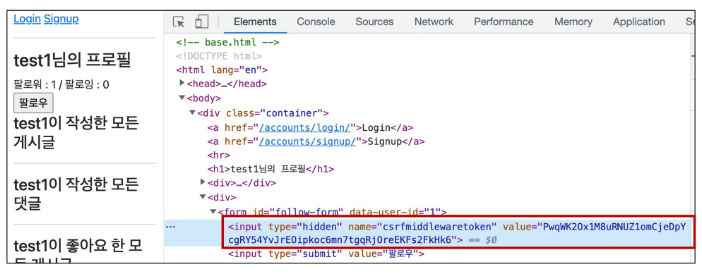 Login Signup
test1님의 프로필
팔로워 : 1 / 팔로잉 : 0
팔로우
test1이 작성한 모든
게시글
test1이 작성한 모든
댓글
test1이 좋아요 한 모
Elements Console Sources Network Performance Memory Application
<!-- base.html -->
<!DOCTYPE html>
<html lang="en">
<head>…</head>
<body>
<div class="container">
<a href="/accounts/login/">Login</a>
<a href="/accounts/signup/">Signup</a>
<hr>
<h1>test1님의 프로필</h1>
<div>…</div>
<div>
<form id="follow-form" data-user-id="1">
… <input type="hidden" name="csrfmiddlewaretoken" value="PwqWK2Ox1M8uRNUZ1omCjeDpY
cgRY54YvJrEOipkoc6mn7tgqRjOreEKFs2FkHk6"> == $0
<input type="submit" value="팔로우">